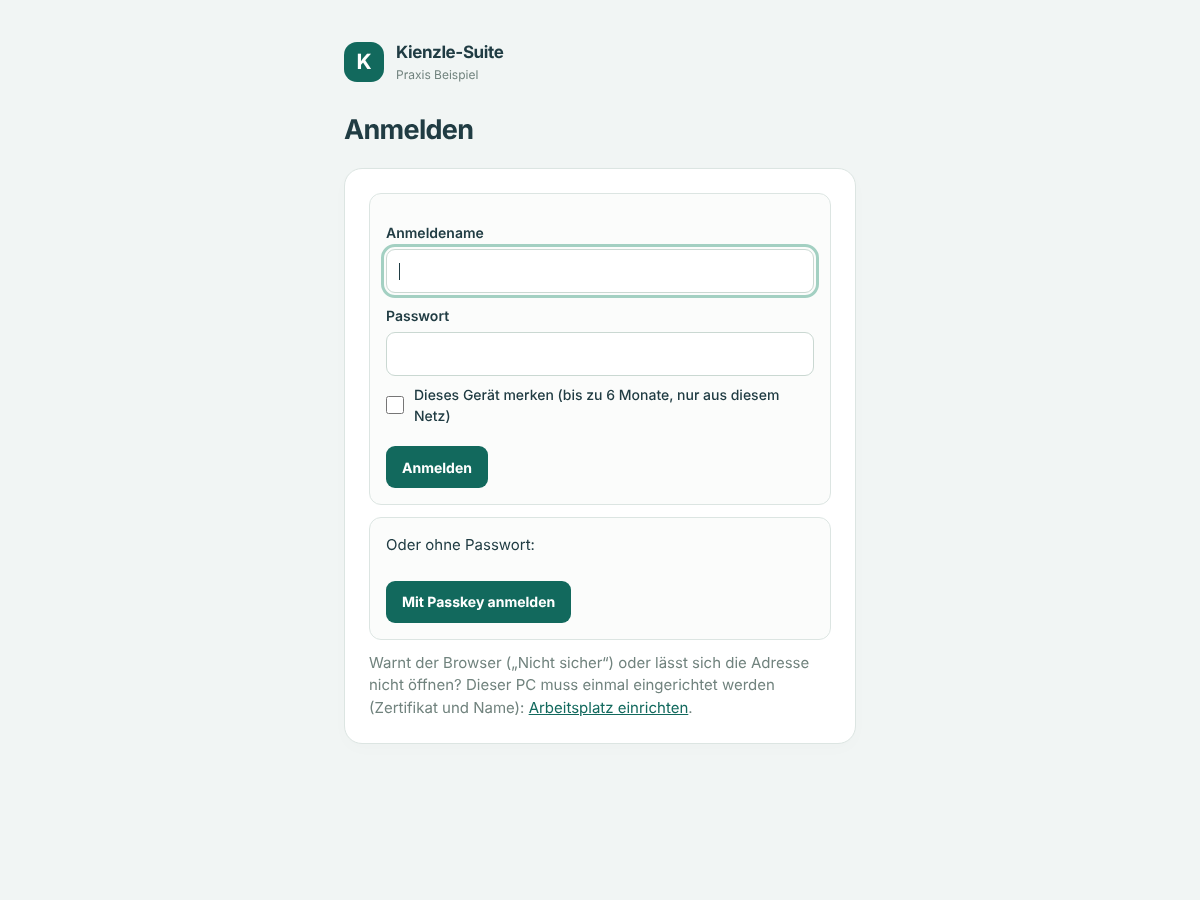 K
Kienzle-Suite
Praxis Beispiel
Anmelden
Anmeldename
Passwort
Dieses Gerät merken (bis zu 6 Monate, nur aus diesem
Netz)
Anmelden
Oder ohne Passwort:
Mit Passkey anmelden
Warnt der Browser („Nicht sicher“) oder lässt sich die Adresse
nicht öffnen? Dieser PC muss einmal eingerichtet werden
(Zertifikat und Name): Arbeitsplatz einrichten.